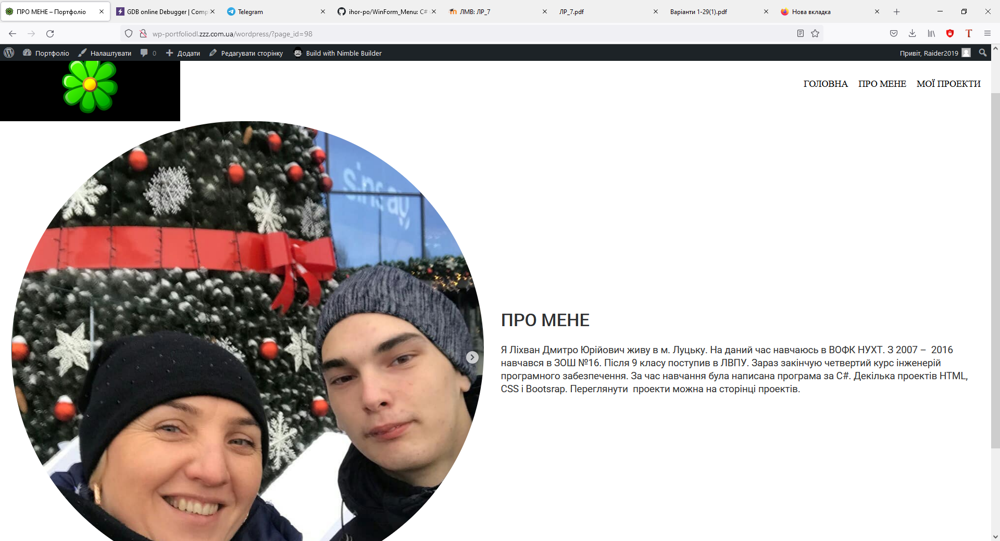 ПРО МЕНЕ – Портфоліо
GDB online Debugger | Comp
Telegram
ihor-po/WinForm_Menu: C#
ЛМВ: ЛР_7
ЛР_7.pdf
Варіанти 1-29(1).pdf
Нова вкладка
wp-portfoliodl.zzz.com.ua/wordpress/?page_id=98
Портфоліо
Налаштувати
0
Додати
Редагувати сторінку
Build with Nimble Builder
Привіт, Raider2019
ГОЛОВНА
ПРО МЕНЕ
МОЇ ПРОЕКТИ
sinsay
ПРО МЕНЕ
Я Ліхван Дмитро Юрійович живу в м. Луцьку. На даний час навчаюсь в ВОФК НУХТ. З 2007 – 2016
навчався в ЗОШ №16. Після 9 класу поступив в ЛВПУ. Зараз закінчую четвертий курс інженерій
програмного забезпечення. За час навчання була написана програма за C#. Декілька проектів HTML,
CSS і Bootsrap. Переглянути проекти можна на сторінці проектів.